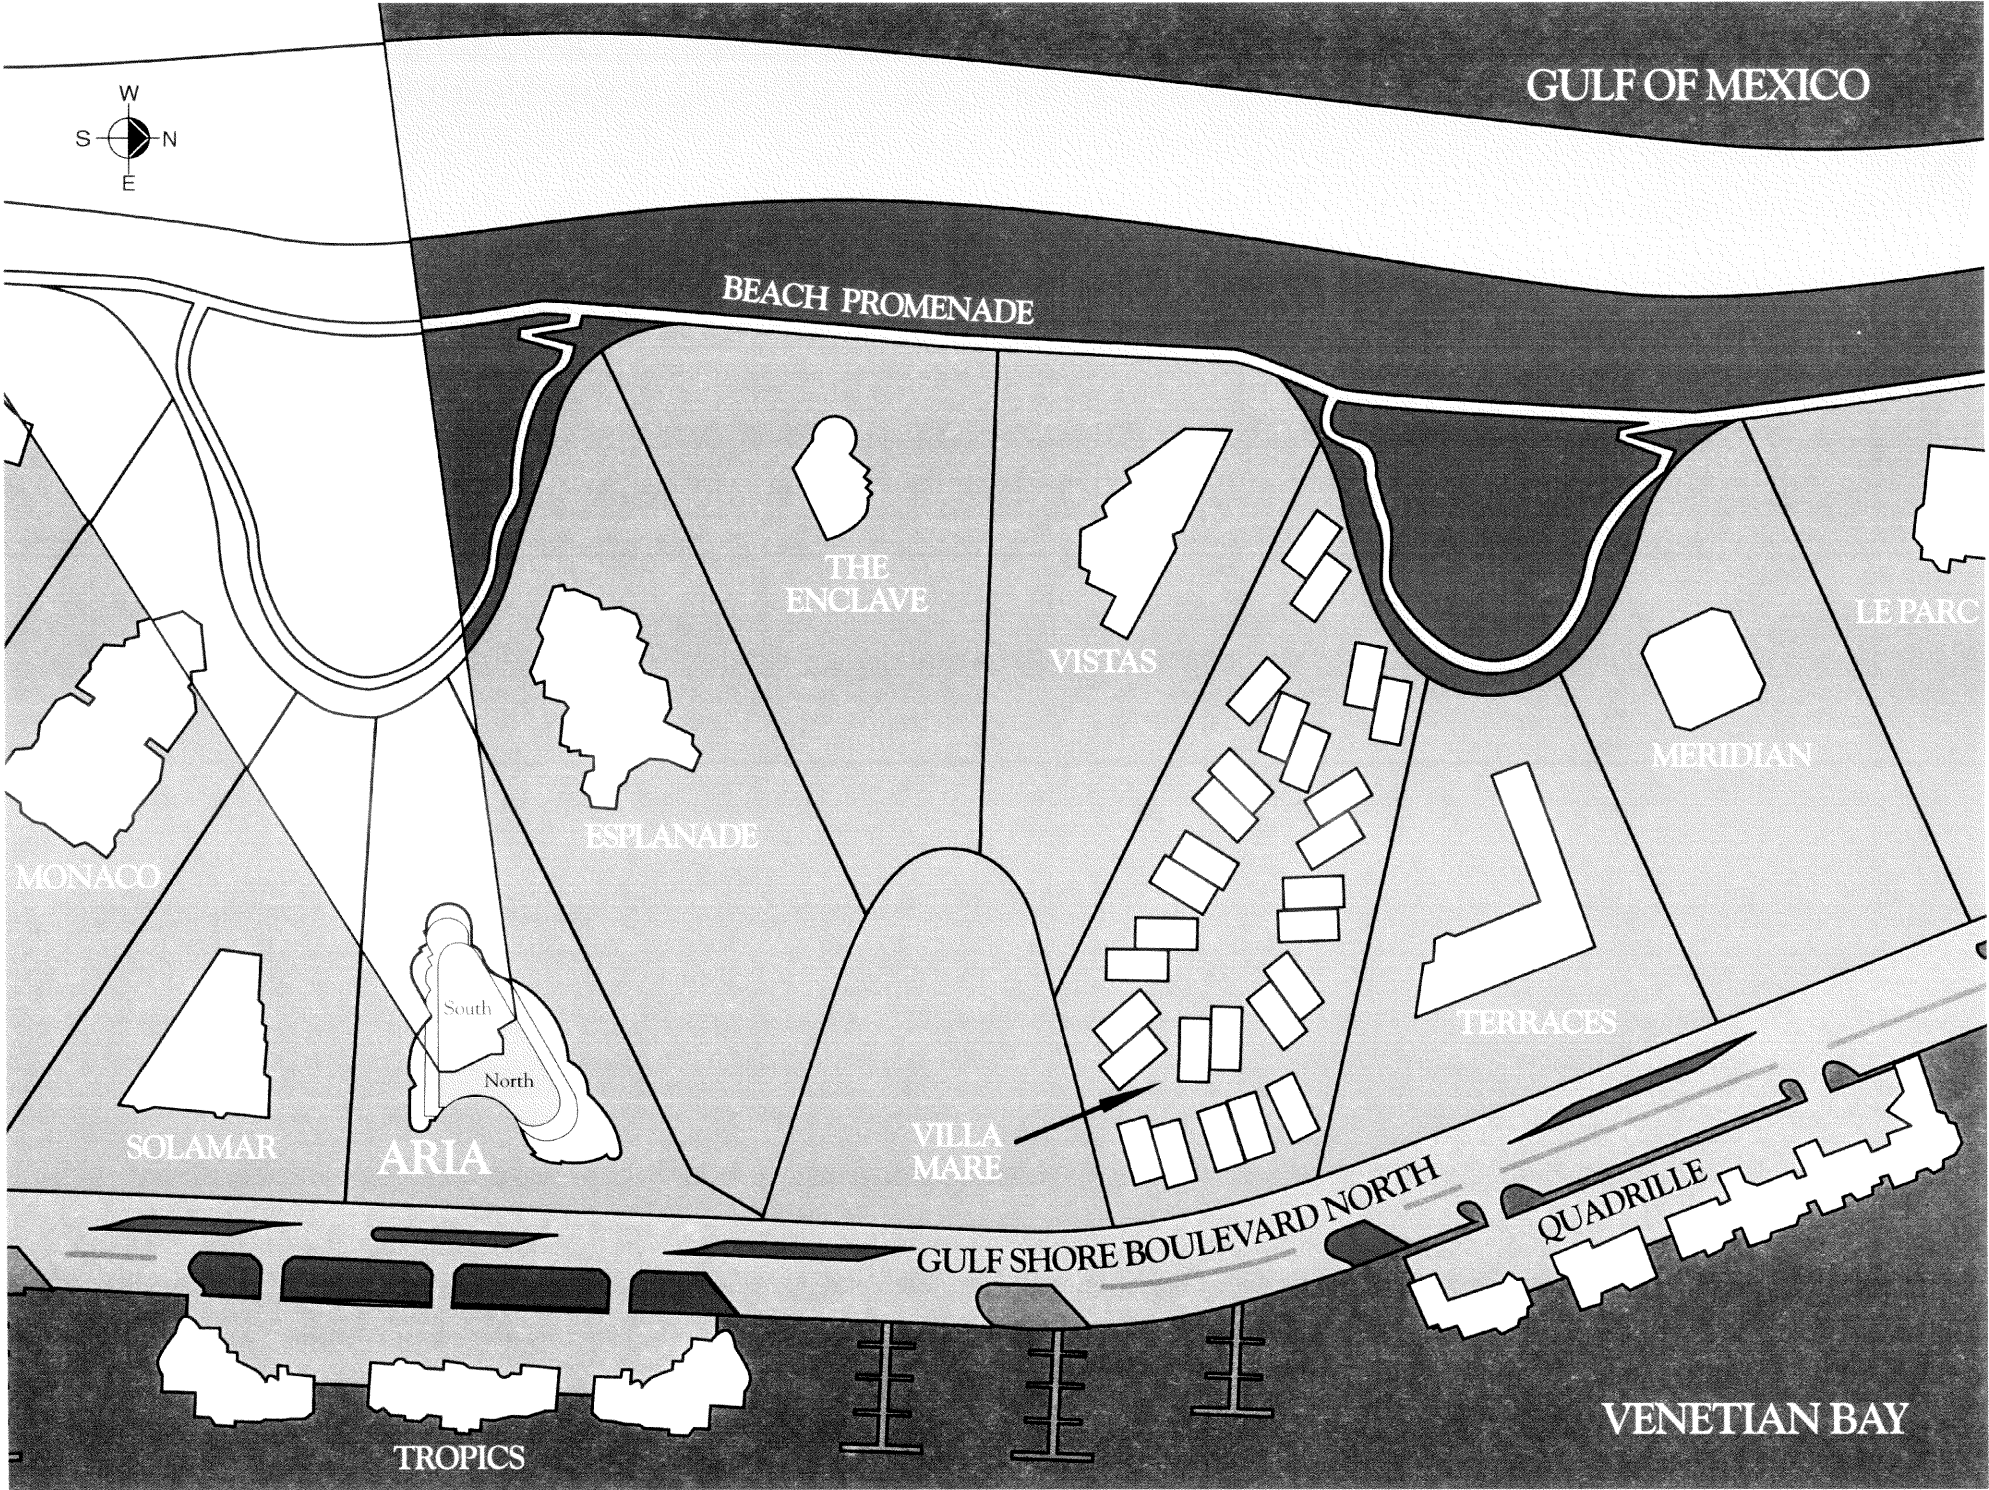 GULF OF MEXICO
W
S N
E
BEACH PROMENADE
THE
ENCLAVE
VISTAS
LE PARC
MERIDIAN
ESPLANADE
MONACO
South
North
TERRACES
SOLAMAR
ARIA
VILLA
MARE
GULF SHORE BOULEVARD NORTH
QUADRILLE
VENETIAN BAY
TROPICS